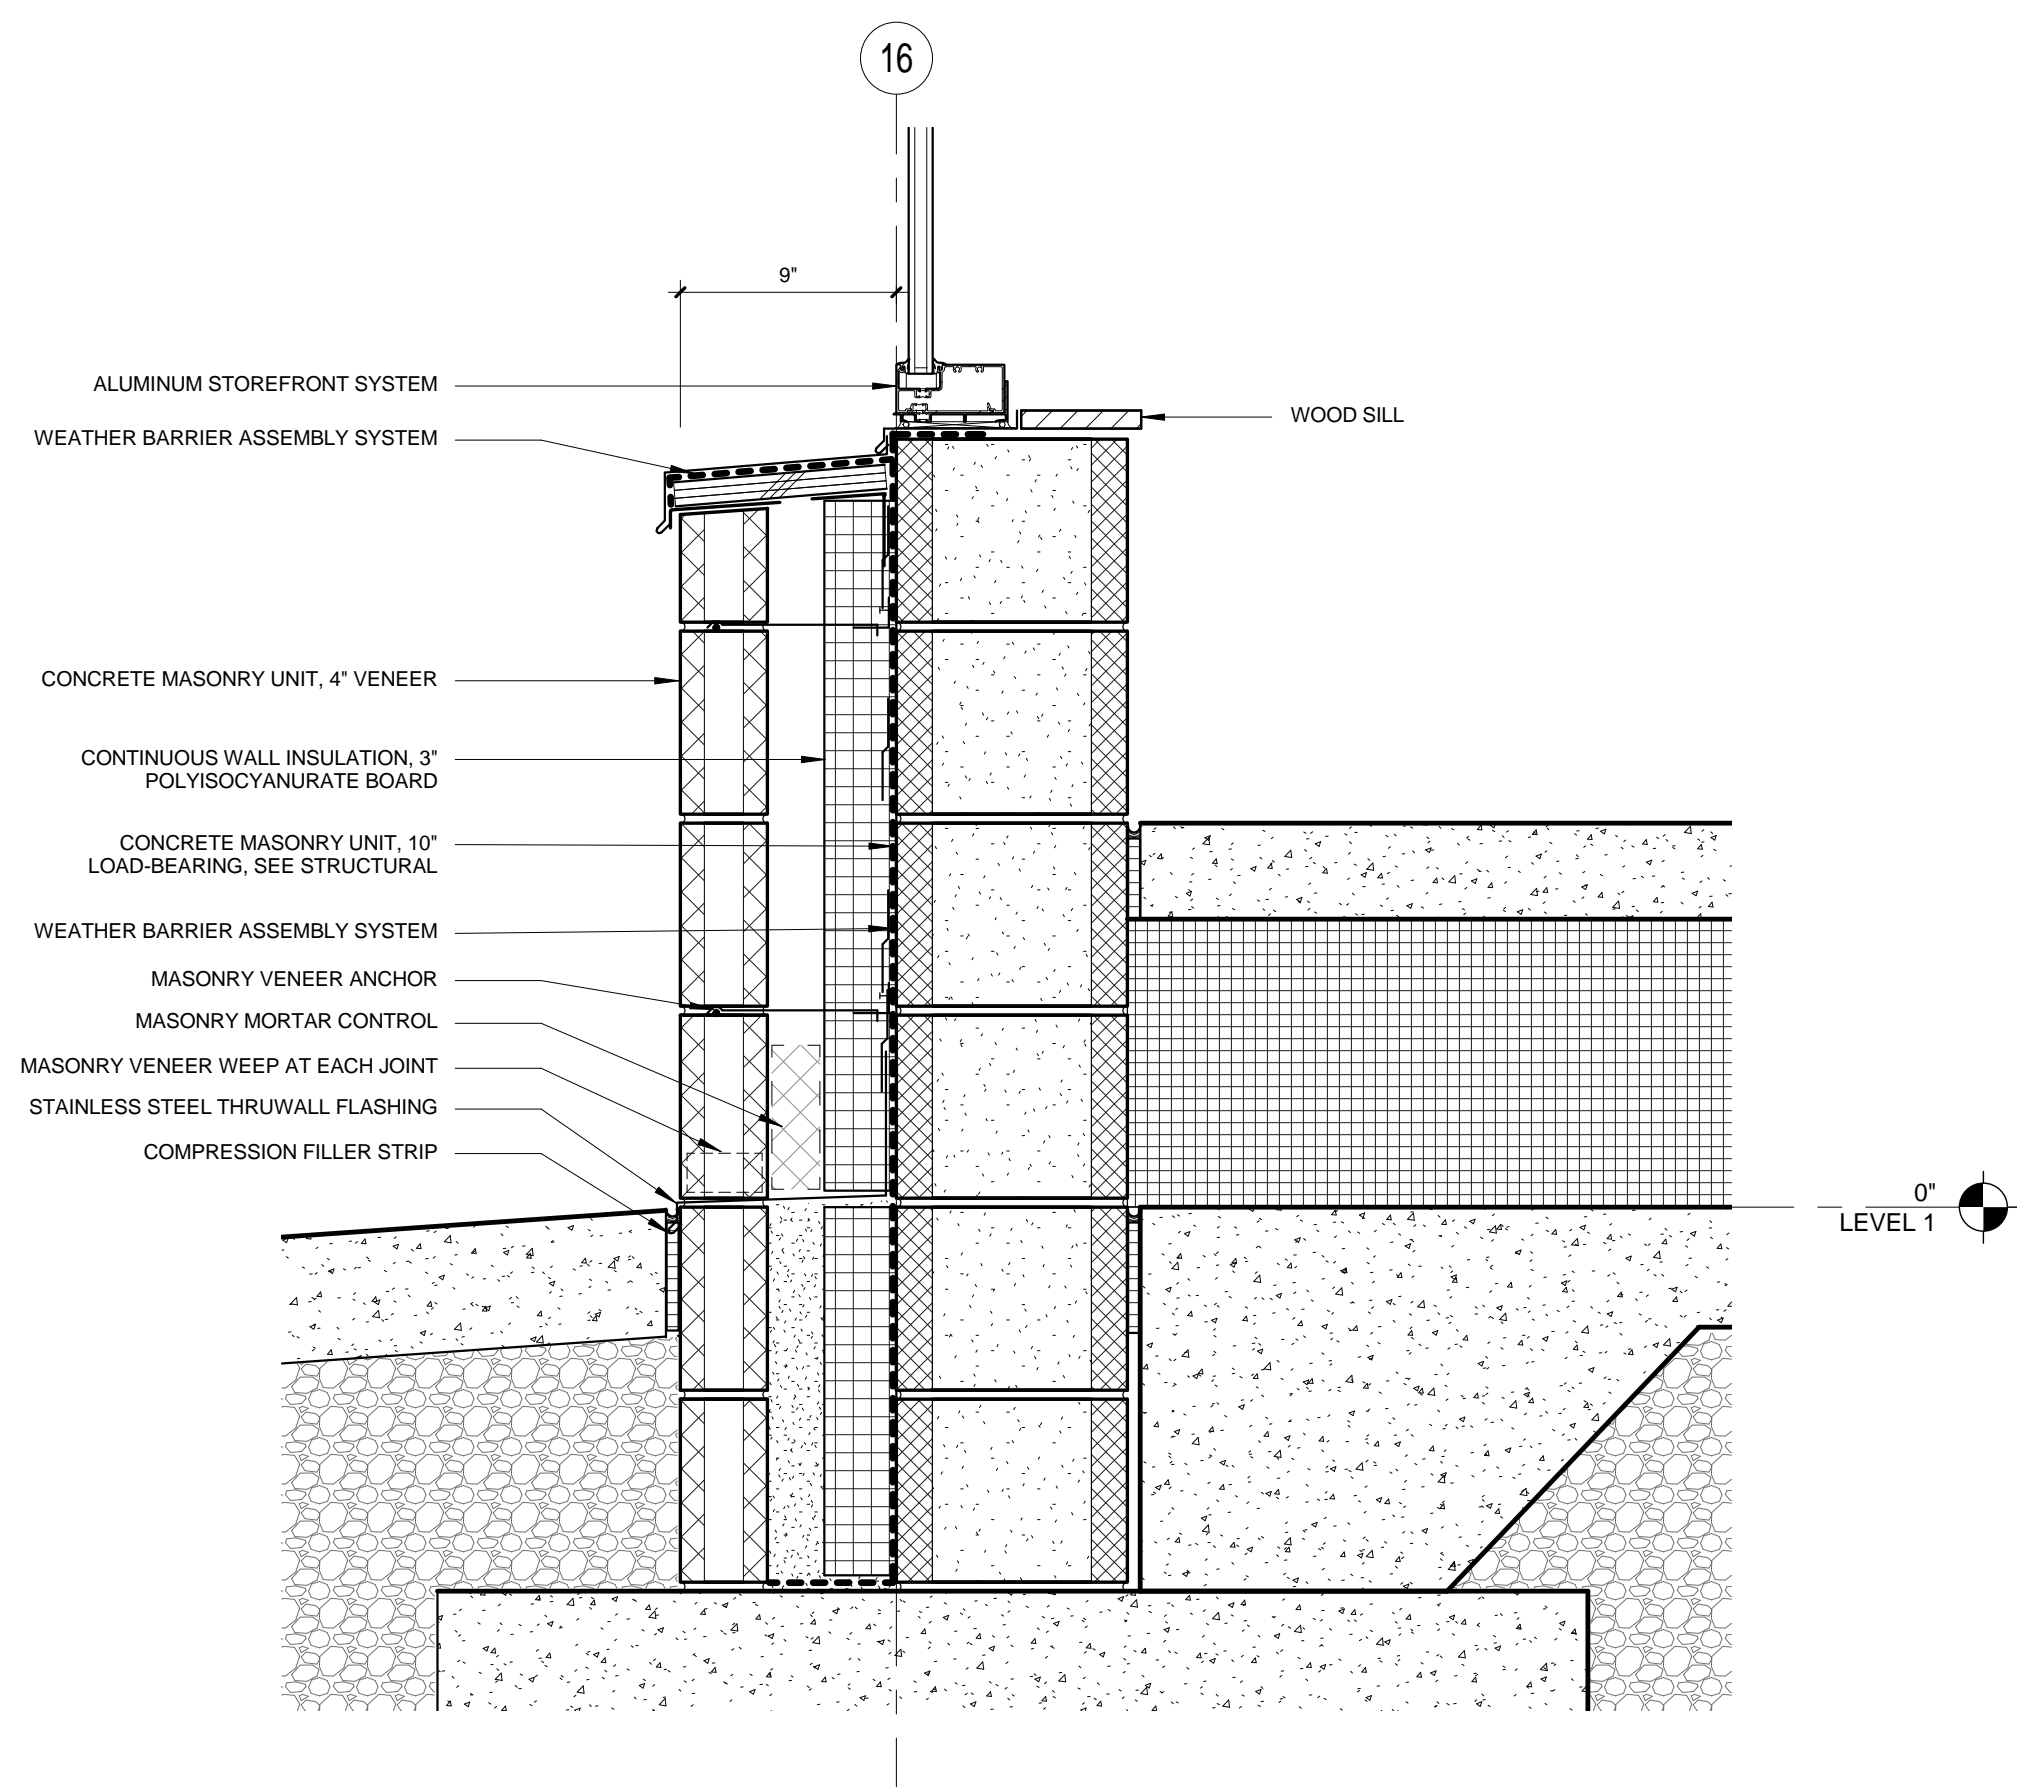 16
9"
ALUMINUM STOREFRONT SYSTEM
WEATHER BARRIER ASSEMBLY SYSTEM
WOOD SILL
CONCRETE MASONRY UNIT, 4" VENEER
CONTINUOUS WALL INSULATION, 3"
POLYISOCYANURATE BOARD
CONCRETE MASONRY UNIT, 10"
LOAD-BEARING, SEE STRUCTURAL
WEATHER BARRIER ASSEMBLY SYSTEM
MASONRY VENEER ANCHOR
MASONRY MORTAR CONTROL
MASONRY VENEER WEEP AT EACH JOINT
STAINLESS STEEL THRUWALL FLASHING
COMPRESSION FILLER STRIP
0"
LEVEL 1